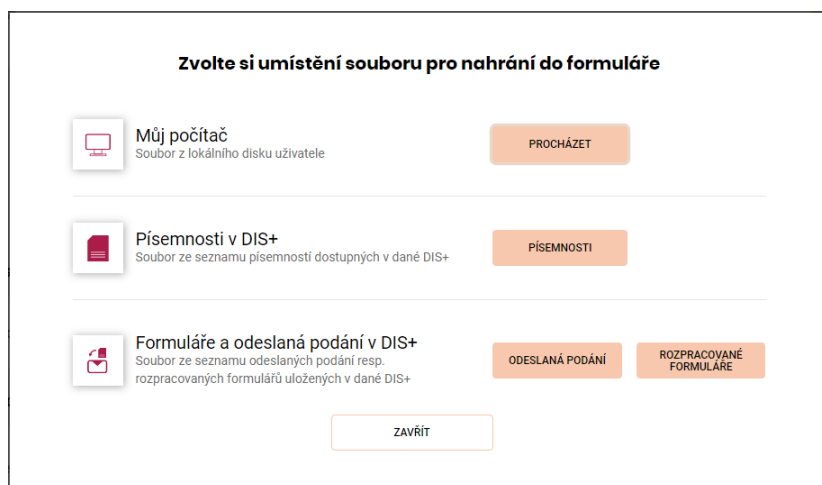 Zvolte si umístění souboru pro nahrání do formuláře
Můj počítač
Soubor z lokálního disku uživatele
PROCHÁZET
Písemnosti v DIS+
Soubor ze seznamu písemností dostupných v dané DIS+
PÍSEMNOSTI
Formuláře a odeslaná podání v DIS+
Soubor ze seznamu odeslaných podání resp.
rozpracovaných formulářů uložených v dané DIS+
ODESLANÁ PODÁNÍ
ROZPRACOVANÉ
FORMULÁŘE
ZAVŘÍT